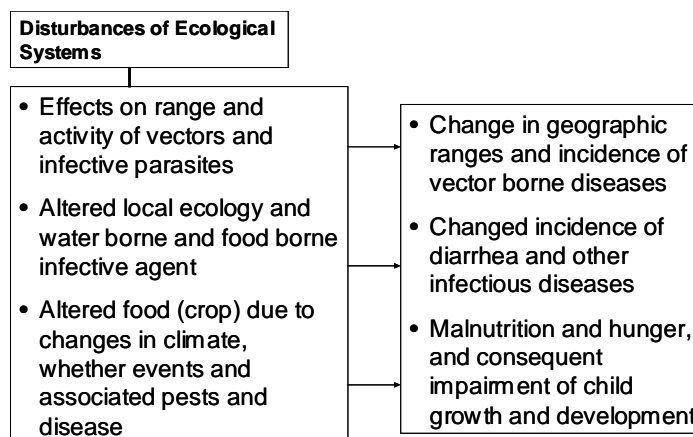 Disturbances of Ecological
Systems
• Effects on range and
activity of vectors and
infective parasites
• Altered local ecology and
water borne and food borne
infective agent
• Altered food (crop) due to
changes in climate,
whether events and
associated pests and
disease
• Change in geographic
ranges and incidence of
vector borne diseases
• Changed incidence of
diarrhea and other
infectious diseases
• Malnutrition and hunger,
and consequent
impairment of child
growth and development